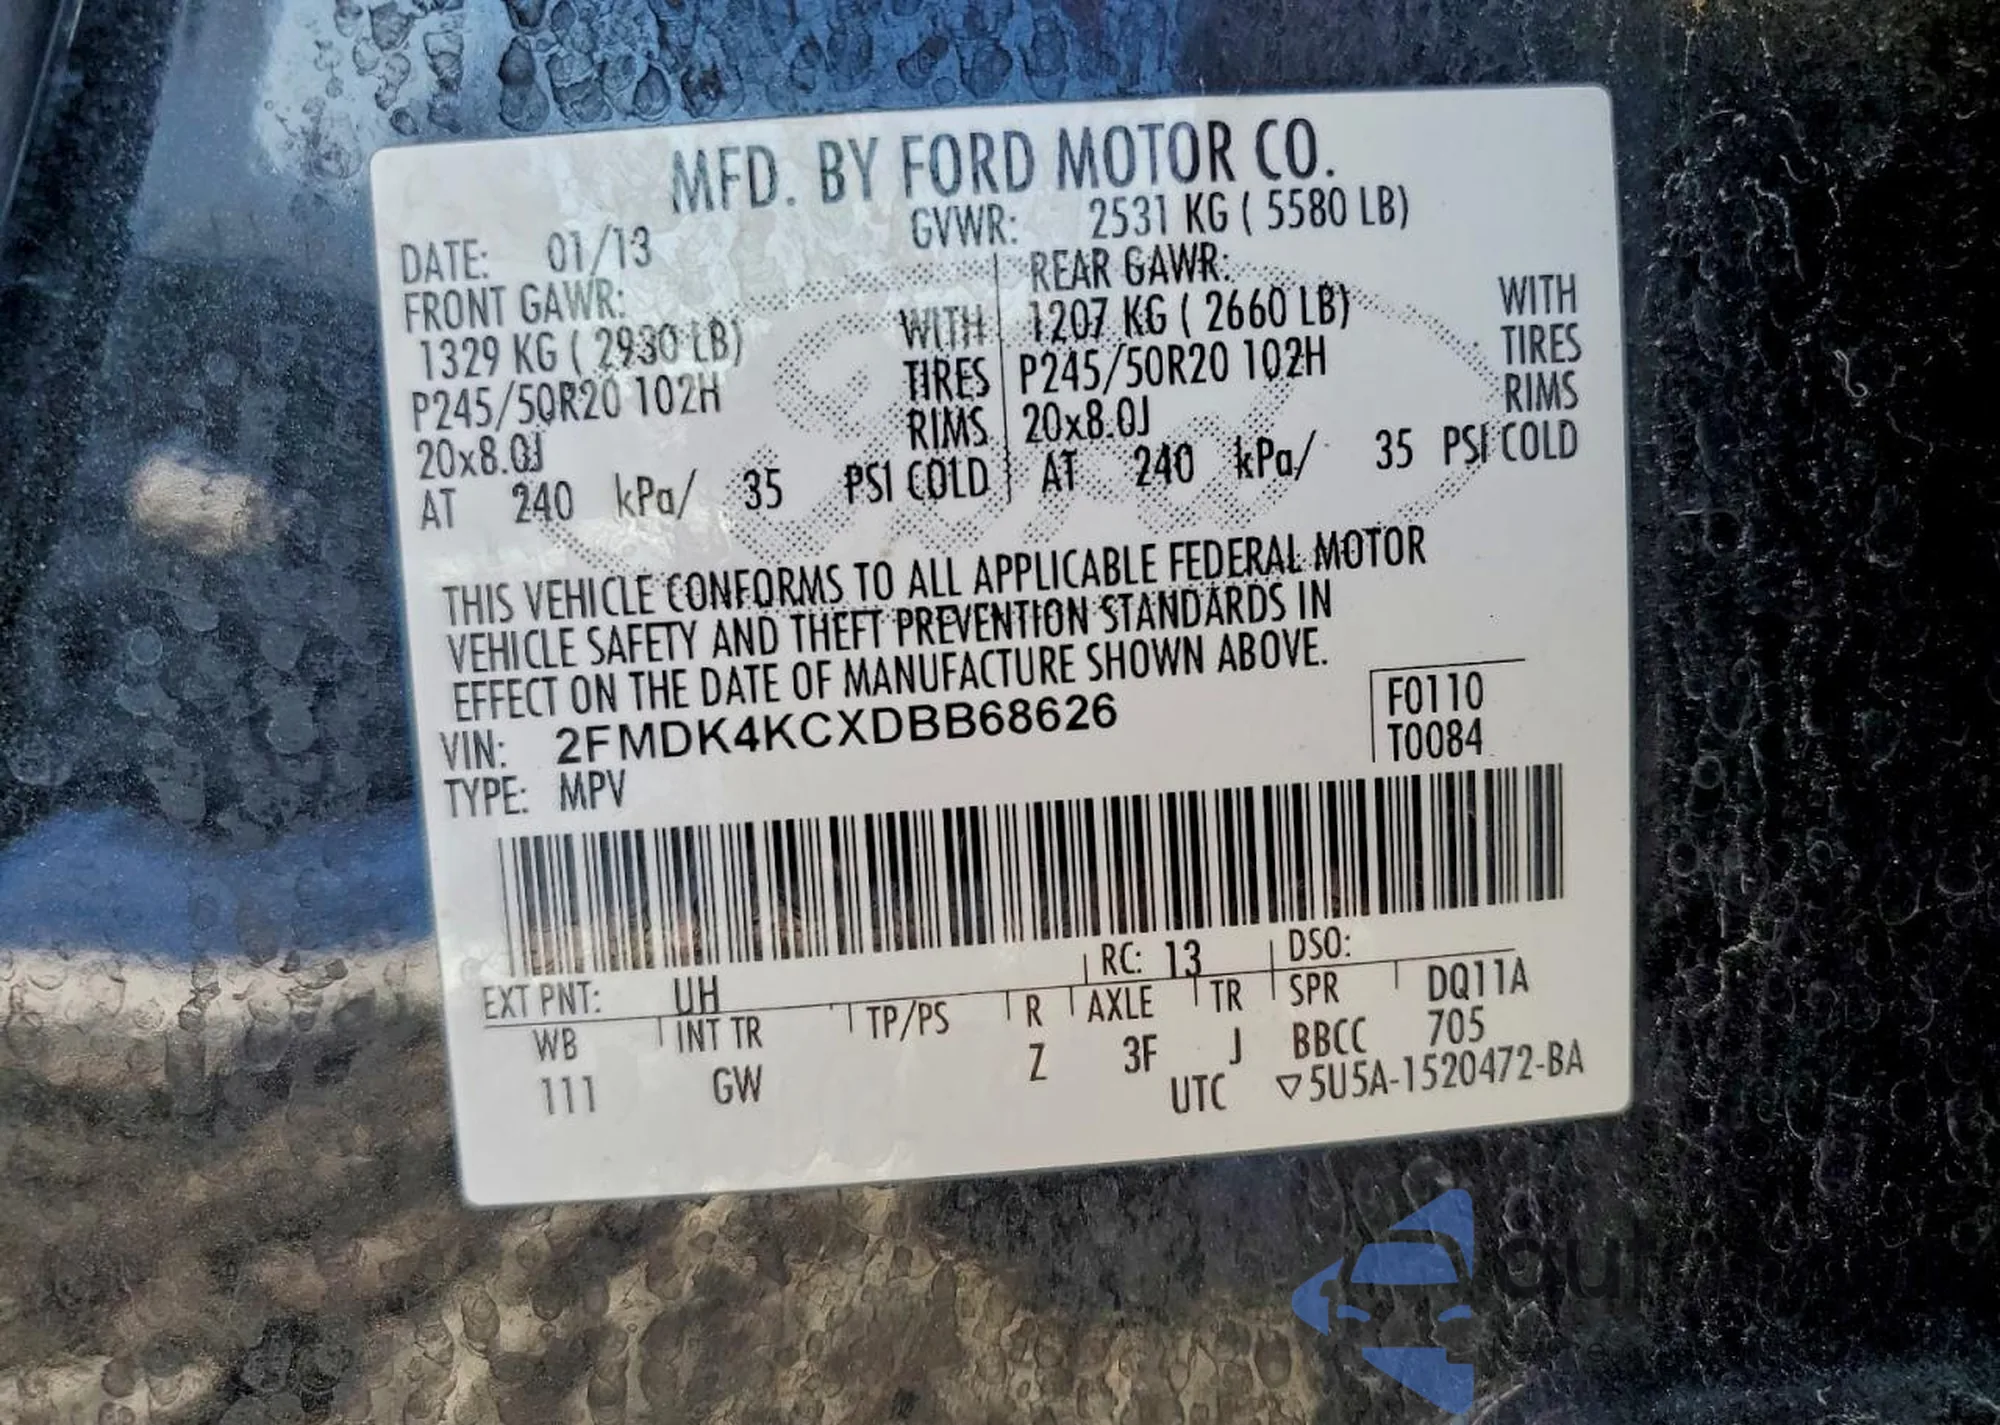 MFD. BY FORD MOTOR CO.
DATE: 01/13 GVWR: 2531 KG ( 5580 LB)
FRONT GAWR: REAR GAWR:
1329 KG ( 2930 LB) WITH 1207 KG ( 2660 LB) WITH
P245/50R20 102H TIRES P245/50R20 102H TIRES
20x8.0J RIMS 20x8.0J RIMS
AT 240 kPa/ 35 PSI COLD AT 240 kPa/ 35 PSI COLD
THIS VEHICLE CONFORMS TO ALL APPLICABLE FEDERAL MOTOR
VEHICLE SAFETY AND THEFT PREVENTION STANDARDS IN
EFFECT ON THE DATE OF MANUFACTURE SHOWN ABOVE.
VIN: 2FMDK4KCXDBB68626 F0110
TYPE: MPV T0084
EXT PNT: UH RC: 13 DSO:
WB INT TR TP/PS R AXLE TR SPR DQ11A
111 GW Z 3F J BBCC 705
UTC ▽5U5A-1520472-BA